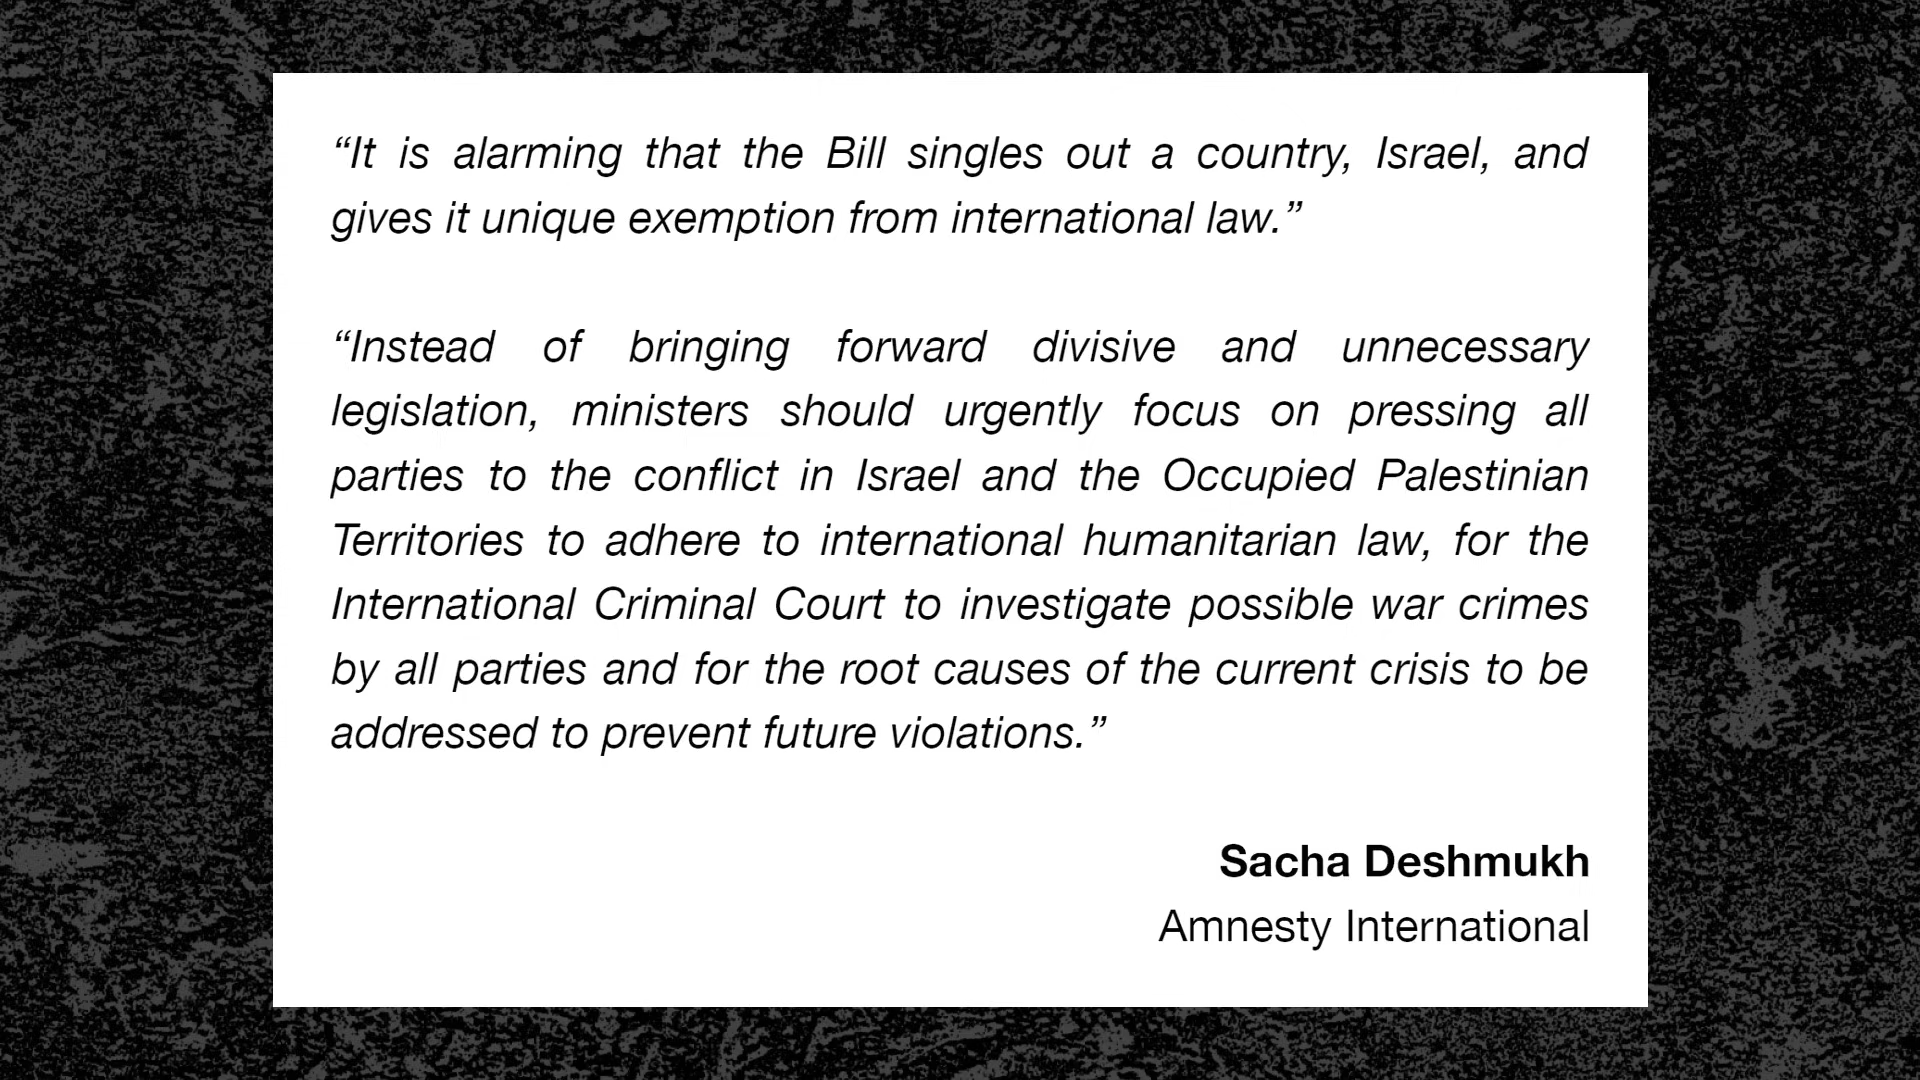 “It is alarming that the Bill singles out a country, Israel, and
gives it unique exemption from international law.”
“Instead of bringing forward divisive and unnecessary
legislation, ministers should urgently focus on pressing all
parties to the conflict in Israel and the Occupied Palestinian
Territories to adhere to international humanitarian law, for the
International Criminal Court to investigate possible war crimes
by all parties and for the root causes of the current crisis to be
addressed to prevent future violations.”
Sacha Deshmukh
Amnesty International